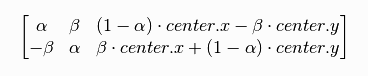 α β (1 − α) · center.x − β · center.y
−β α β · center.x + (1 − α) · center.y